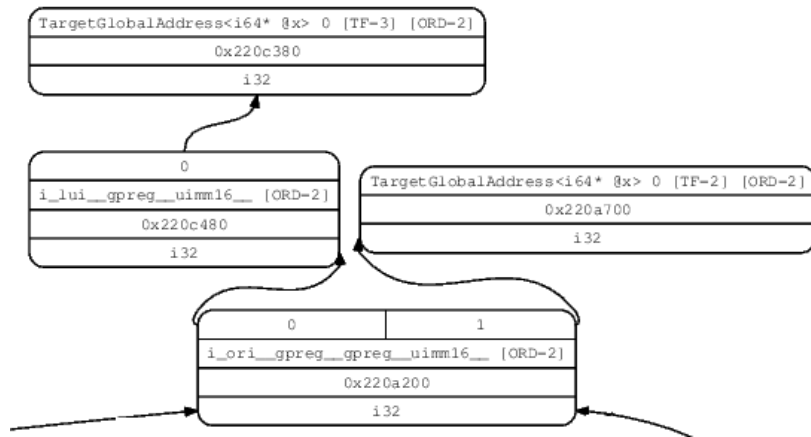 TargetGlobalAddress<i64* @x> 0 [TF-3] [ORD-2]
0x220c380
i32
0
i_lui__gpreg__uimm16__ [ORD-2]
0x220c480
i32
TargetGlobalAddress<i64* @x> 0 [TF-2] [ORD-2]
0x220a700
i32
0 1
i_ori__gpreg__gpreg__uimm16__ [ORD-2]
0x220a200
i32